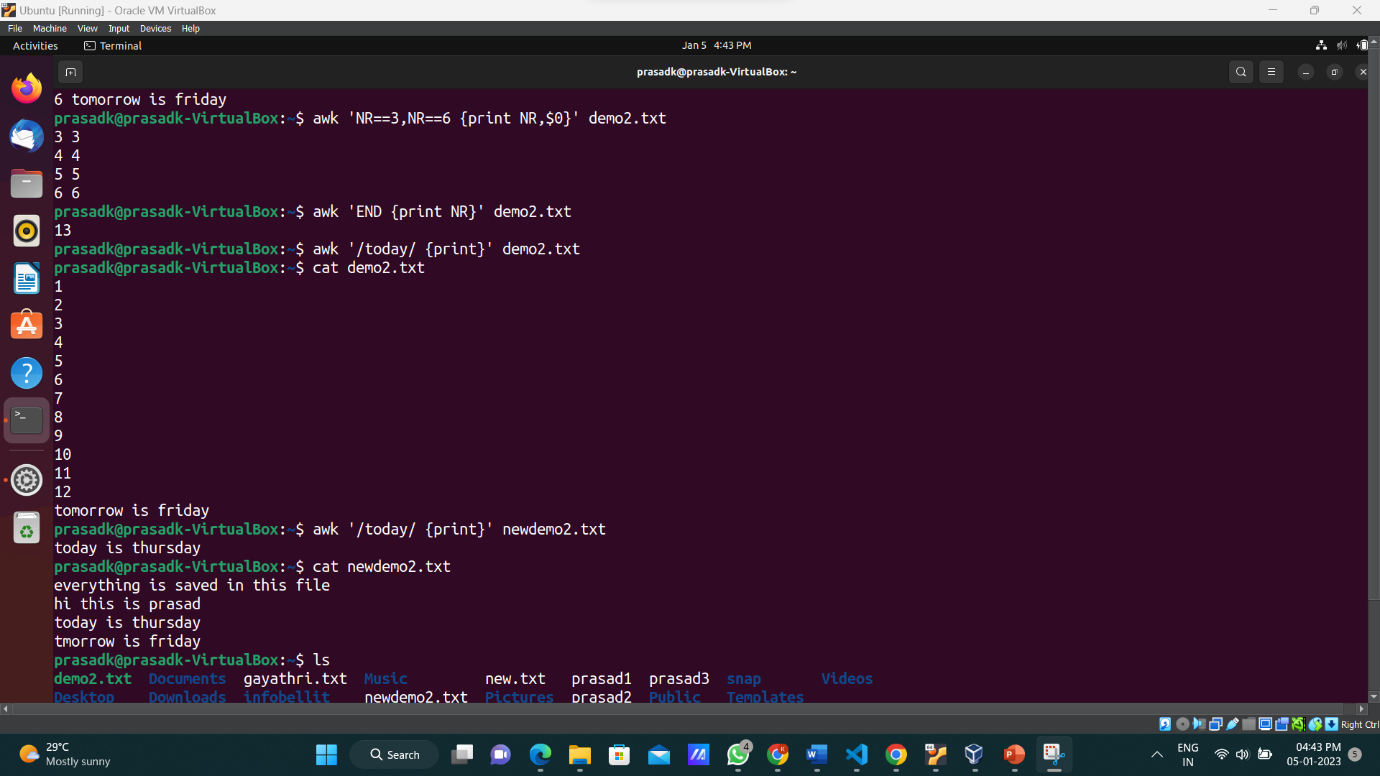 Ubuntu [Running] - Oracle VM VirtualBox
File Machine View Input Devices Help
Activities Terminal Jan 5 4:43 PM
prasadk@prasadk-VirtualBox: ~
6 tomorrow is friday
prasadk@prasadk-VirtualBox:~$ awk 'NR==3,NR==6 {print NR,$0}' demo2.txt
3 3
4 4
5 5
6 6
prasadk@prasadk-VirtualBox:~$ awk 'END {print NR}' demo2.txt
13
prasadk@prasadk-VirtualBox:~$ awk '/today/ {print}' demo2.txt
prasadk@prasadk-VirtualBox:~$ cat demo2.txt
1
2
3
4
5
6
7
8
9
10
11
12
tomorrow is friday
prasadk@prasadk-VirtualBox:~$ awk '/today/ {print}' newdemo2.txt
today is thursday
prasadk@prasadk-VirtualBox:~$ cat newdemo2.txt
everything is saved in this file
hi this is prasad
today is thursday
tmorrow is friday
prasadk@prasadk-VirtualBox:~$ ls
demo2.txt Documents gayathri.txt Music new.txt prasad1 prasad3 snap Videos
Desktop Downloads infobellit newdemo2.txt Pictures prasad2 Public Templates
Right Ctrl
29°C
Mostly sunny
Search
4
ENG
IN
04:43 PM
05-01-2023
5